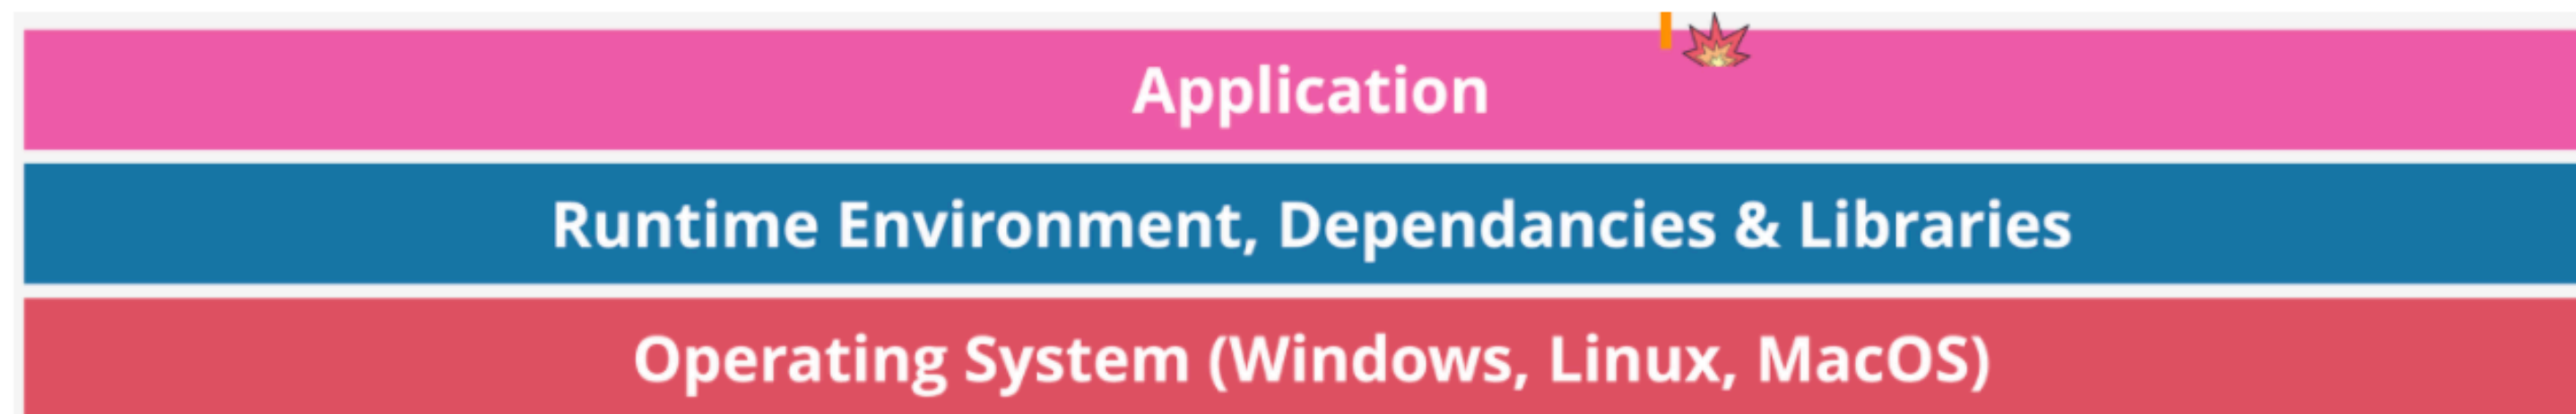 Application
Runtime Environment, Dependancies & Libraries
Operating System (Windows, Linux, MacOS)